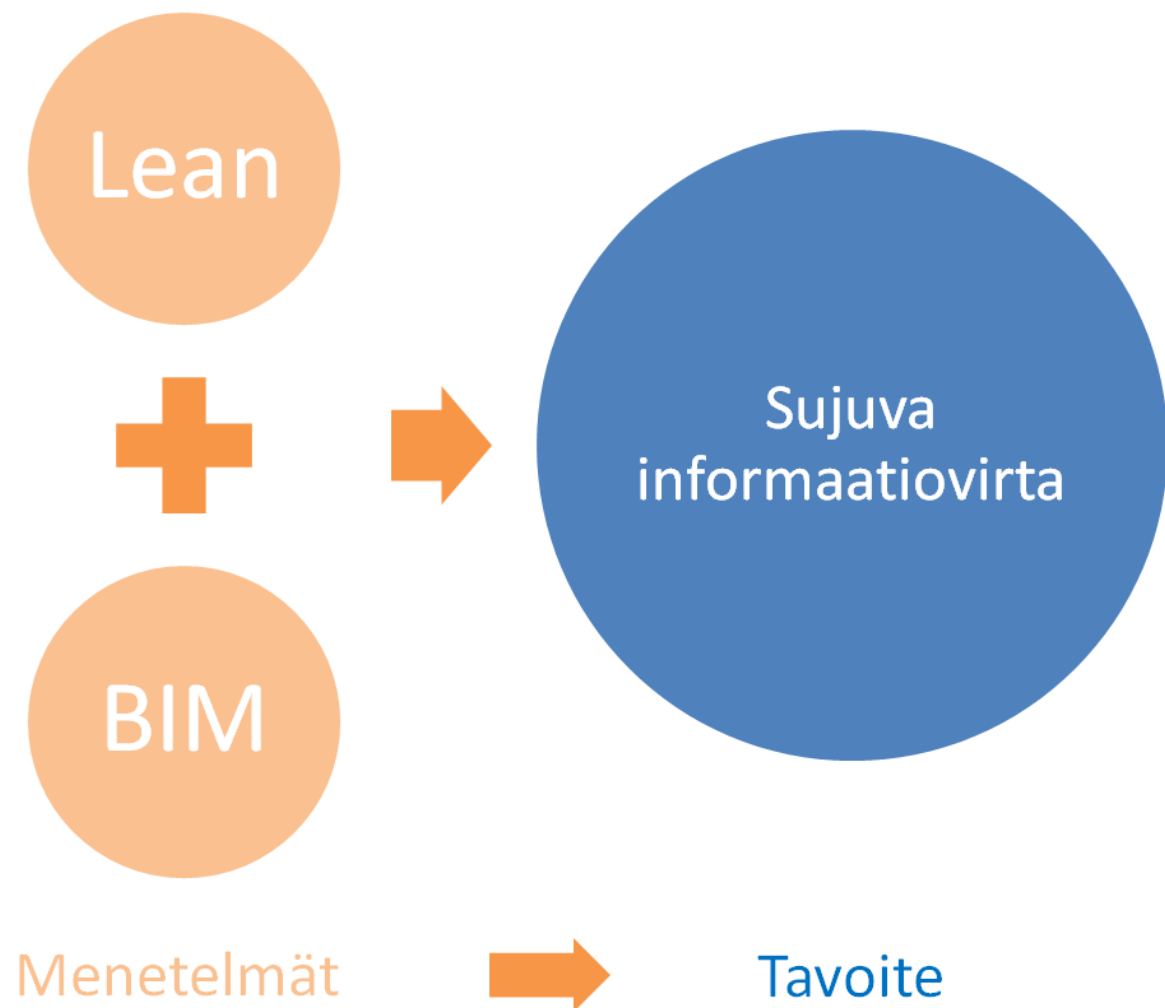 Lean
BIM
Sujuva
informaatiovirta
Menetelmät
Tavoite